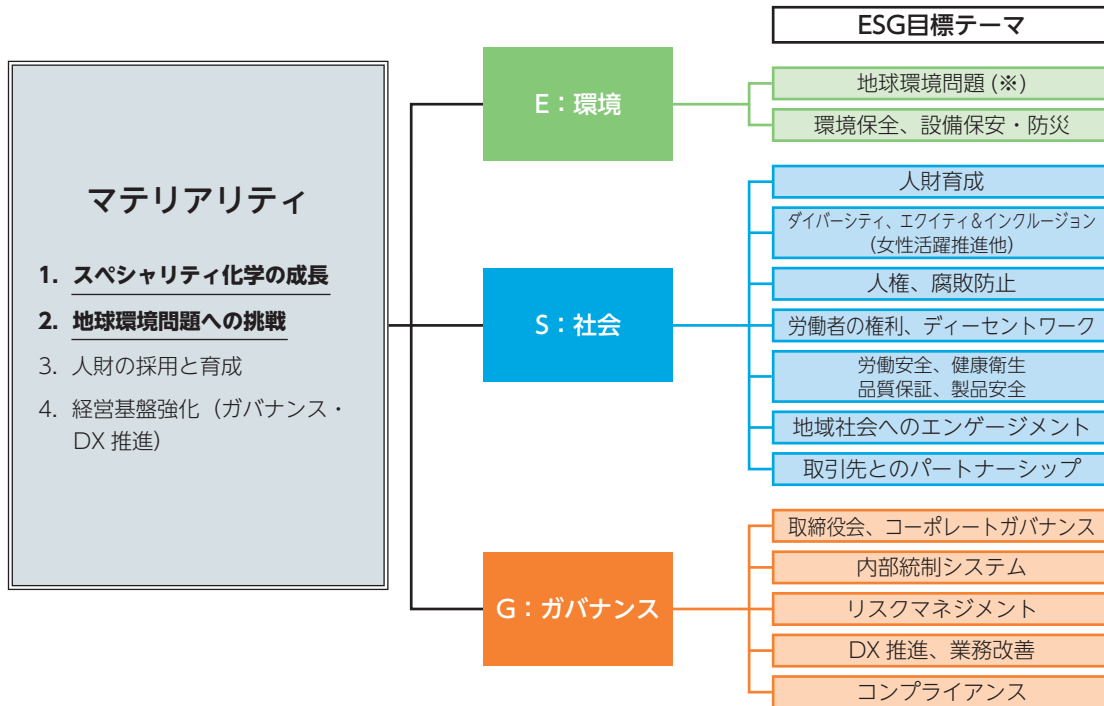 ESG目標テーマ
マテリアリティ
1. スペシャリティ化学の成長
2. 地球環境問題への挑戦
3. 人財の採用と育成
4. 経営基盤強化（ガバナンス・
DX 推進）
E：環境
地球環境問題 (※)
環境保全、設備保安・防災
S：社会
人財育成
ダイバーシティ、エクイティ＆インクルージョン
(女性活躍推進他)
人権、腐敗防止
労働者の権利、ディーセントワーク
労働安全、健康衛生
品質保証、製品安全
地域社会へのエンゲージメント
取引先とのパートナーシップ
G：ガバナンス
取締役会、コーポレートガバナンス
内部統制システム
リスクマネジメント
DX 推進、業務改善
コンプライアンス